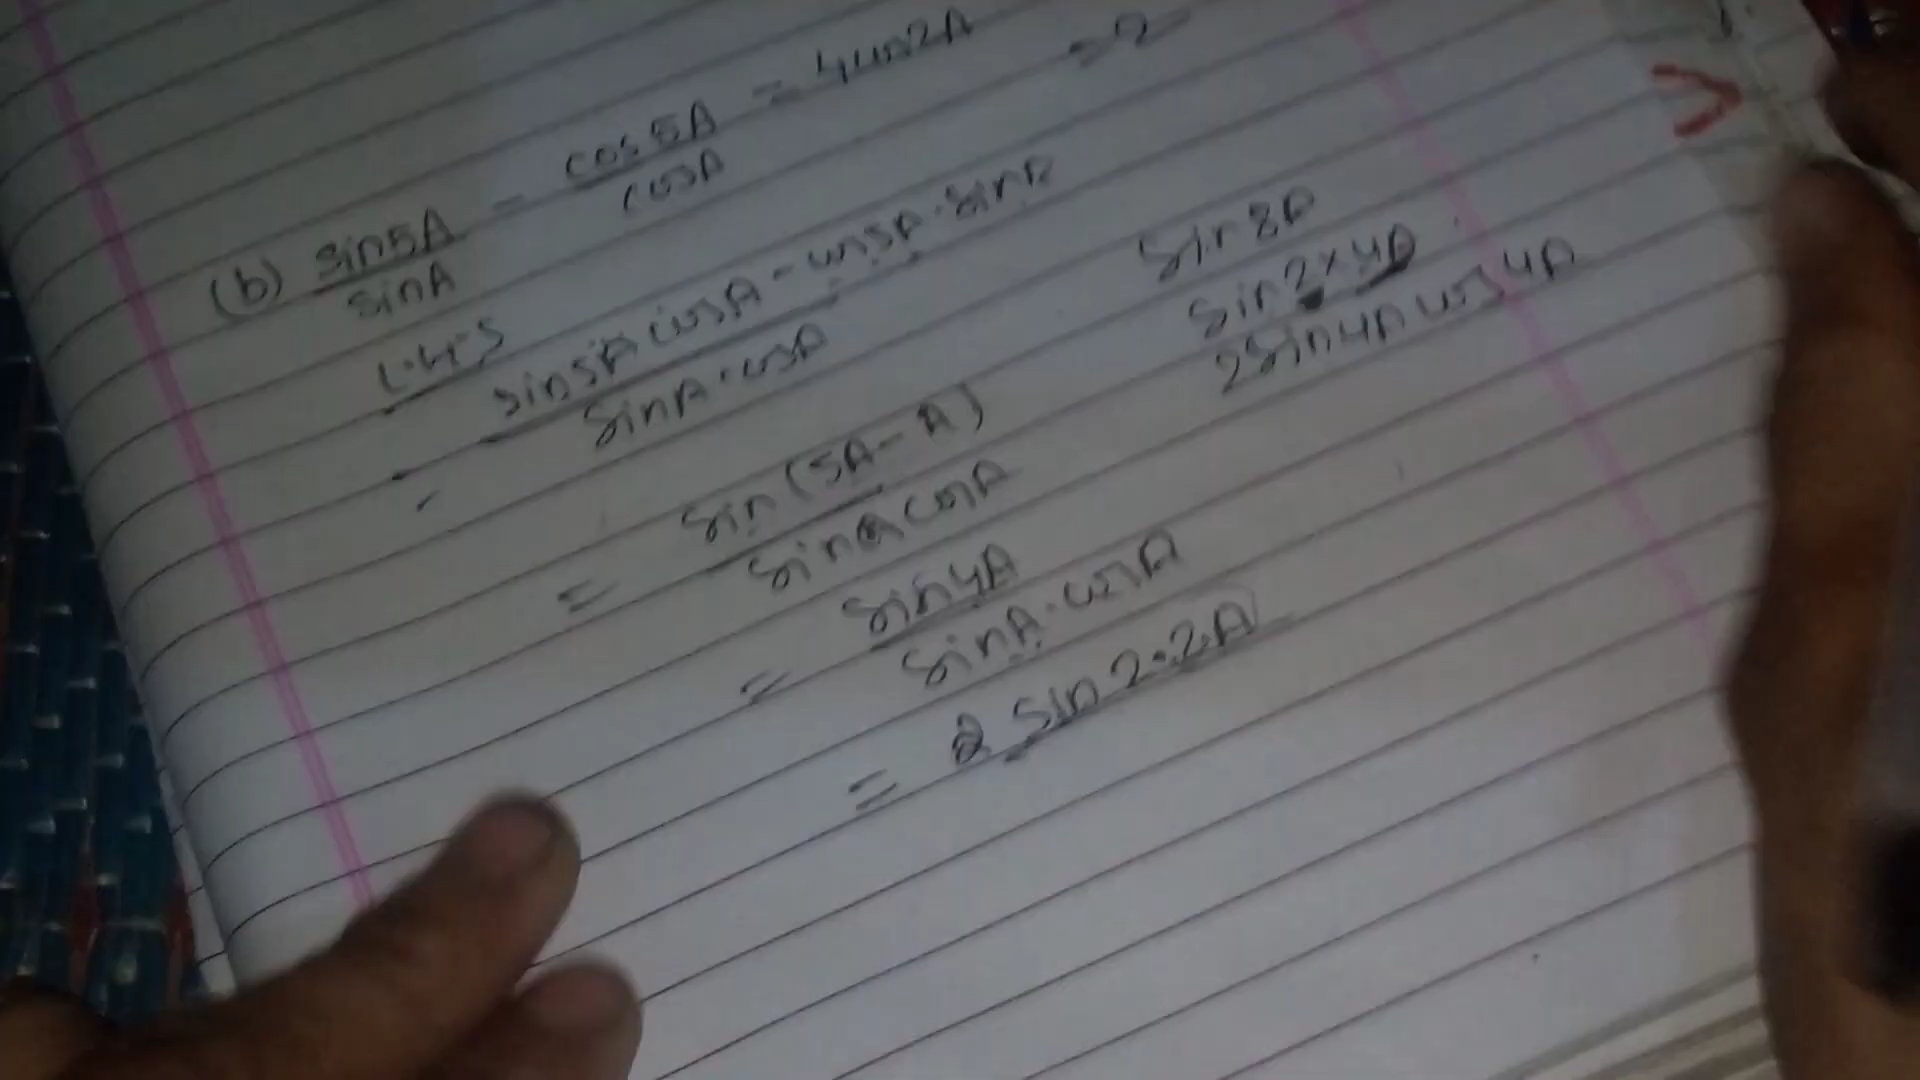 = 2
(b) sin5A/sinA - cos5A/cosA = 4cos2A
L.H.S
= sin5A cosA - cos5A. sinA / sinA. cosA
sin8A
sin2×4A
2sin4A cos4A
= sin(5A-A) / sinA cosA
= sin4A / sinA. cosA
= 2 sin2.2A